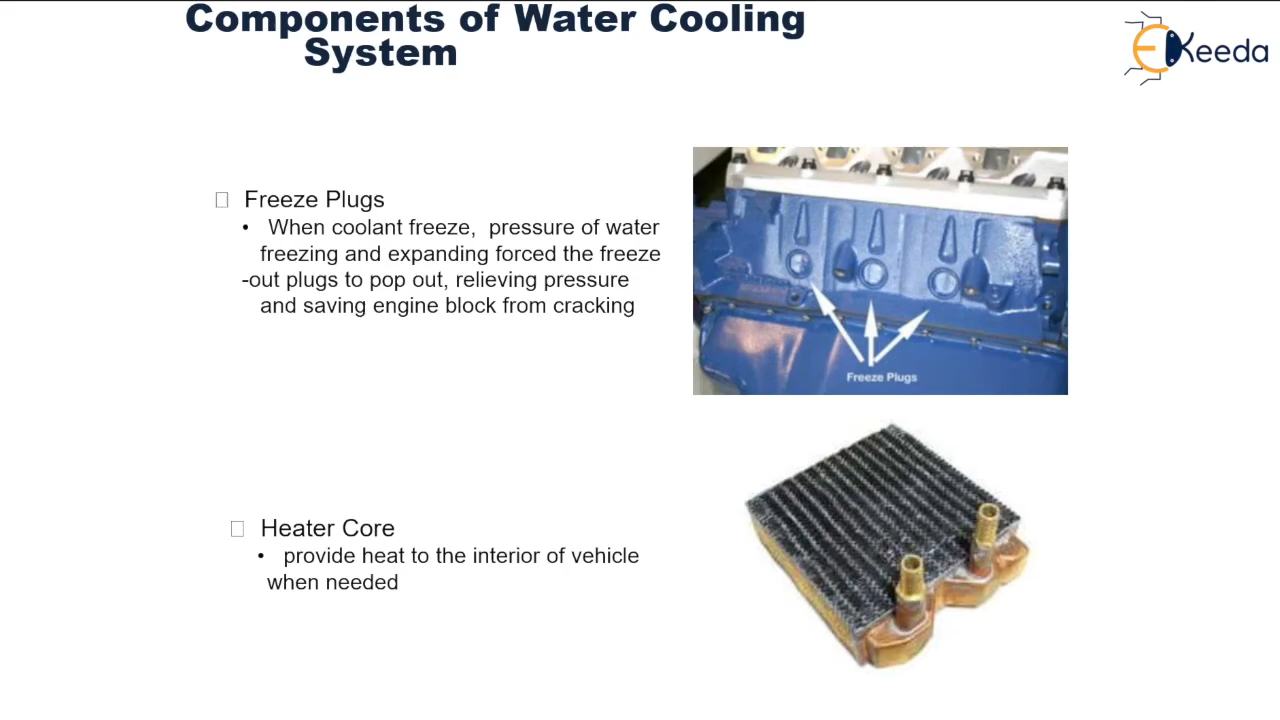 Components of Water Cooling
System
EKeeda
□ Freeze Plugs
• When coolant freeze, pressure of water
freezing and expanding forced the freeze
-out plugs to pop out, relieving pressure
and saving engine block from cracking
Freeze Plugs
□ Heater Core
• provide heat to the interior of vehicle
when needed